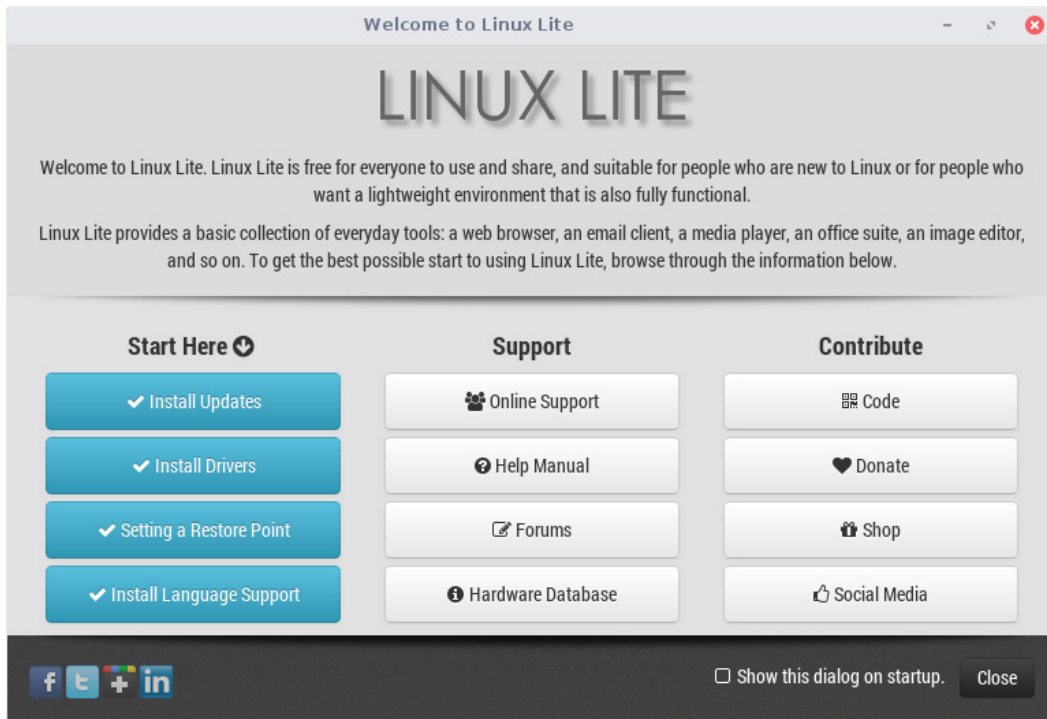 Welcome to Linux Lite
LINUX LITE
Welcome to Linux Lite. Linux Lite is free for everyone to use and share, and suitable for people who are new to Linux or for people who
want a lightweight environment that is also fully functional.
Linux Lite provides a basic collection of everyday tools: a web browser, an email client, a media player, an office suite, an image editor,
and so on. To get the best possible start to using Linux Lite, browse through the information below.
Start Here
Install Updates
Install Drivers
Setting a Restore Point
Install Language Support
Support
Online Support
Help Manual
Forums
Hardware Database
Contribute
Code
Donate
Shop
Social Media
f t + in
Show this dialog on startup.
Close